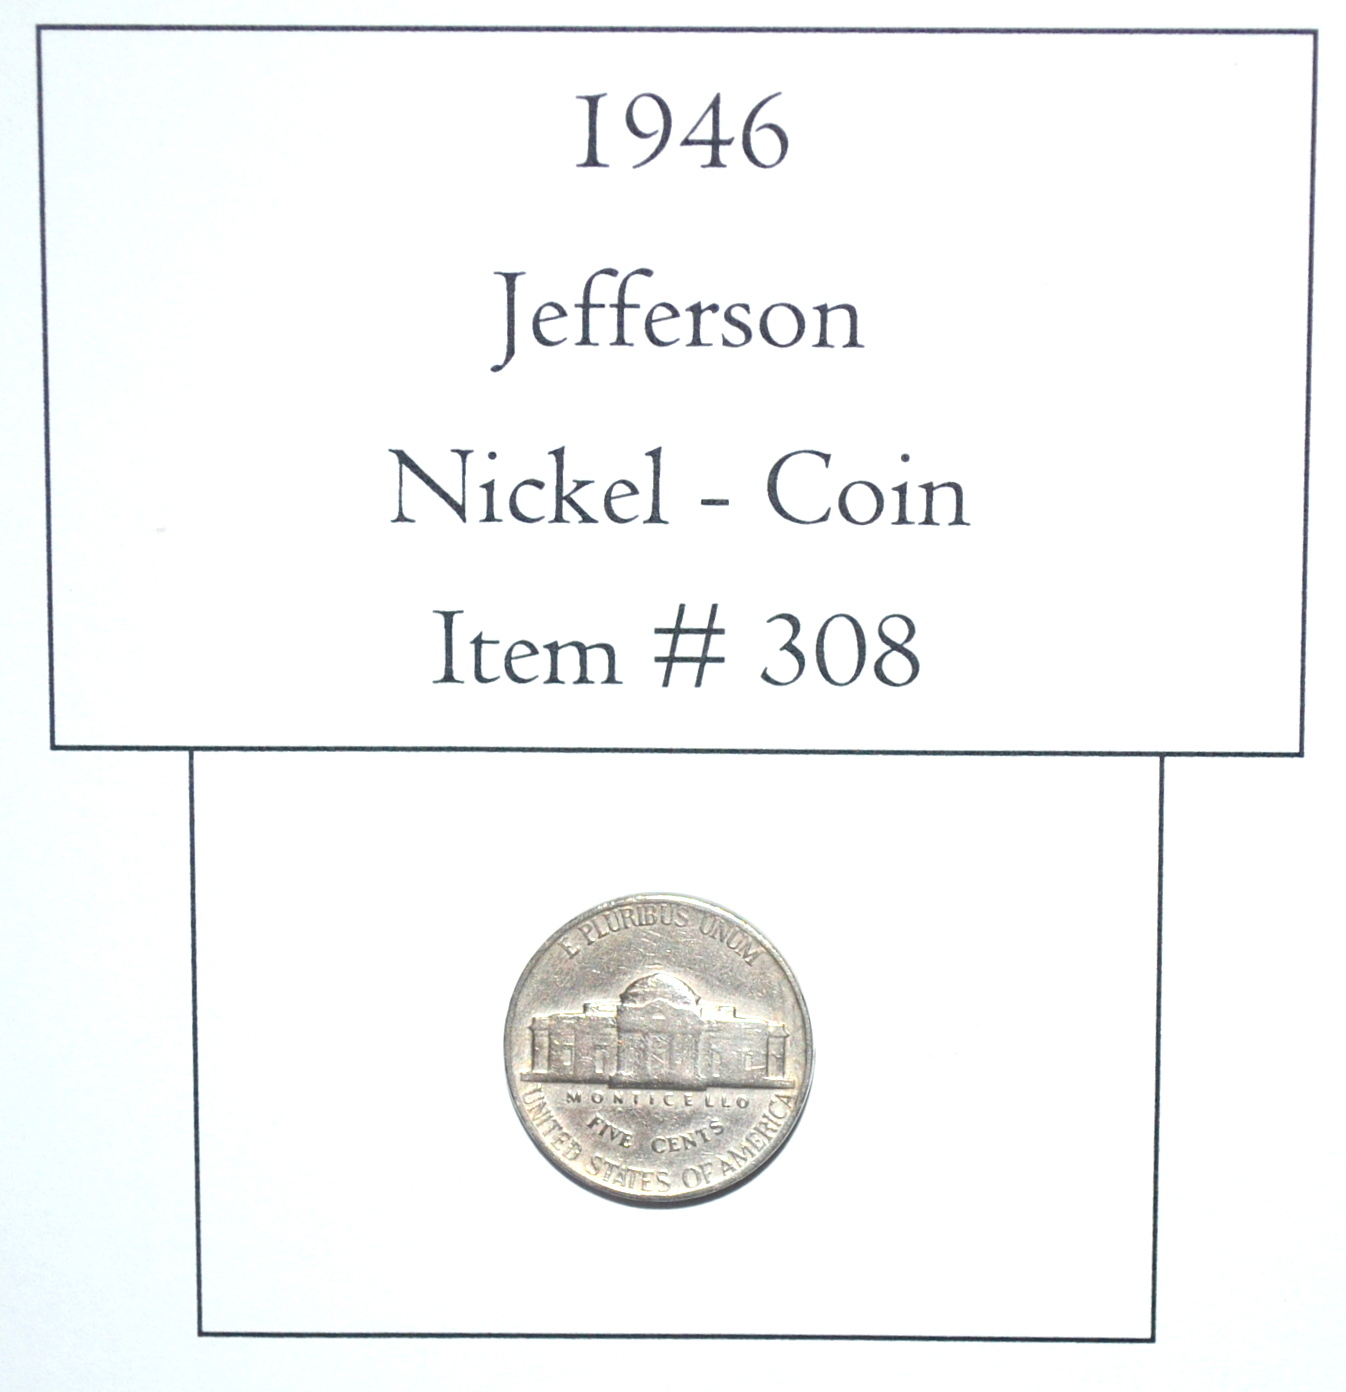 1946
Jefferson
Nickel - Coin
Item # 308
E PLURIBUS UNUM
MONTICELLO
FIVE CENTS
UNITED STATES OF AMERICA